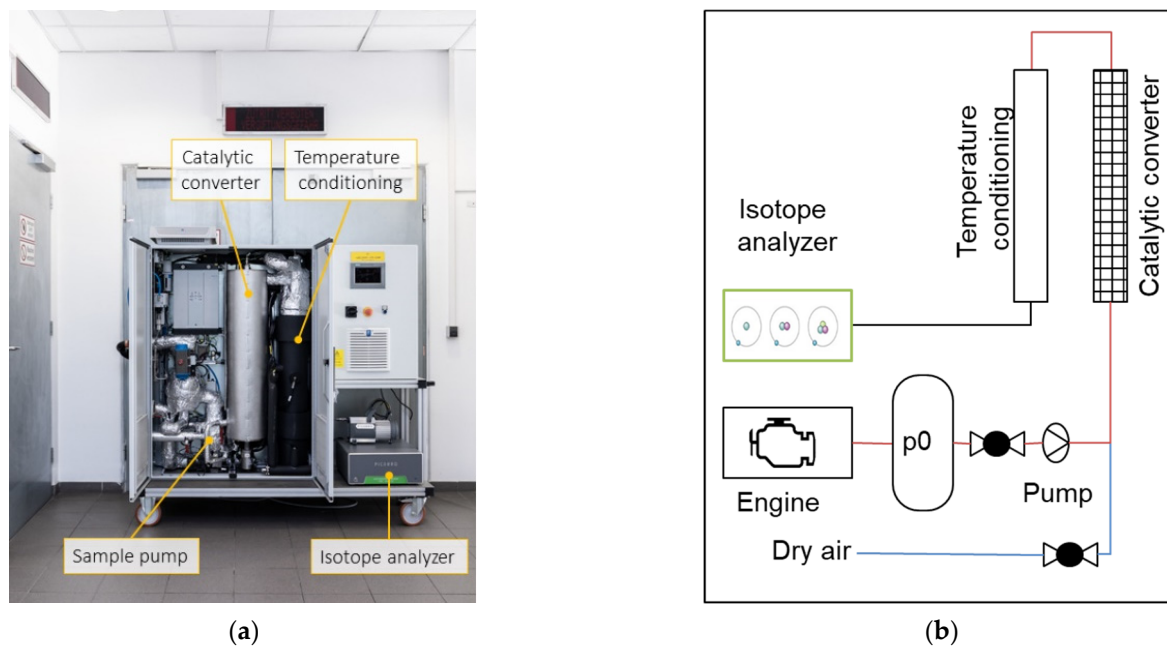 Catalytic
converter
Temperature
conditioning
PICARRO
Sample pump
Isotope analyzer
(a)
Temperature
conditioning
Catalytic converter
Isotope
analyzer
p0
Engine
Pump
Dry air
(b)